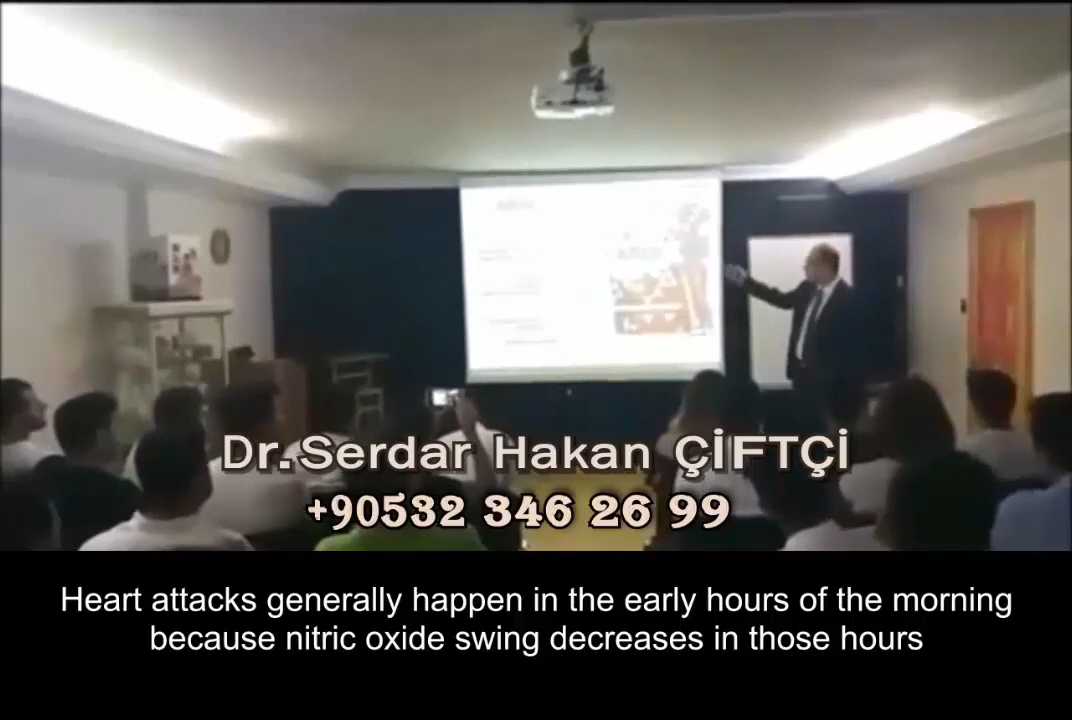 Dr. Serdar Hakan ÇİFTÇİ
+90532 346 26 99
Heart attacks generally happen in the early hours of the morning
because nitric oxide swing decreases in those hours